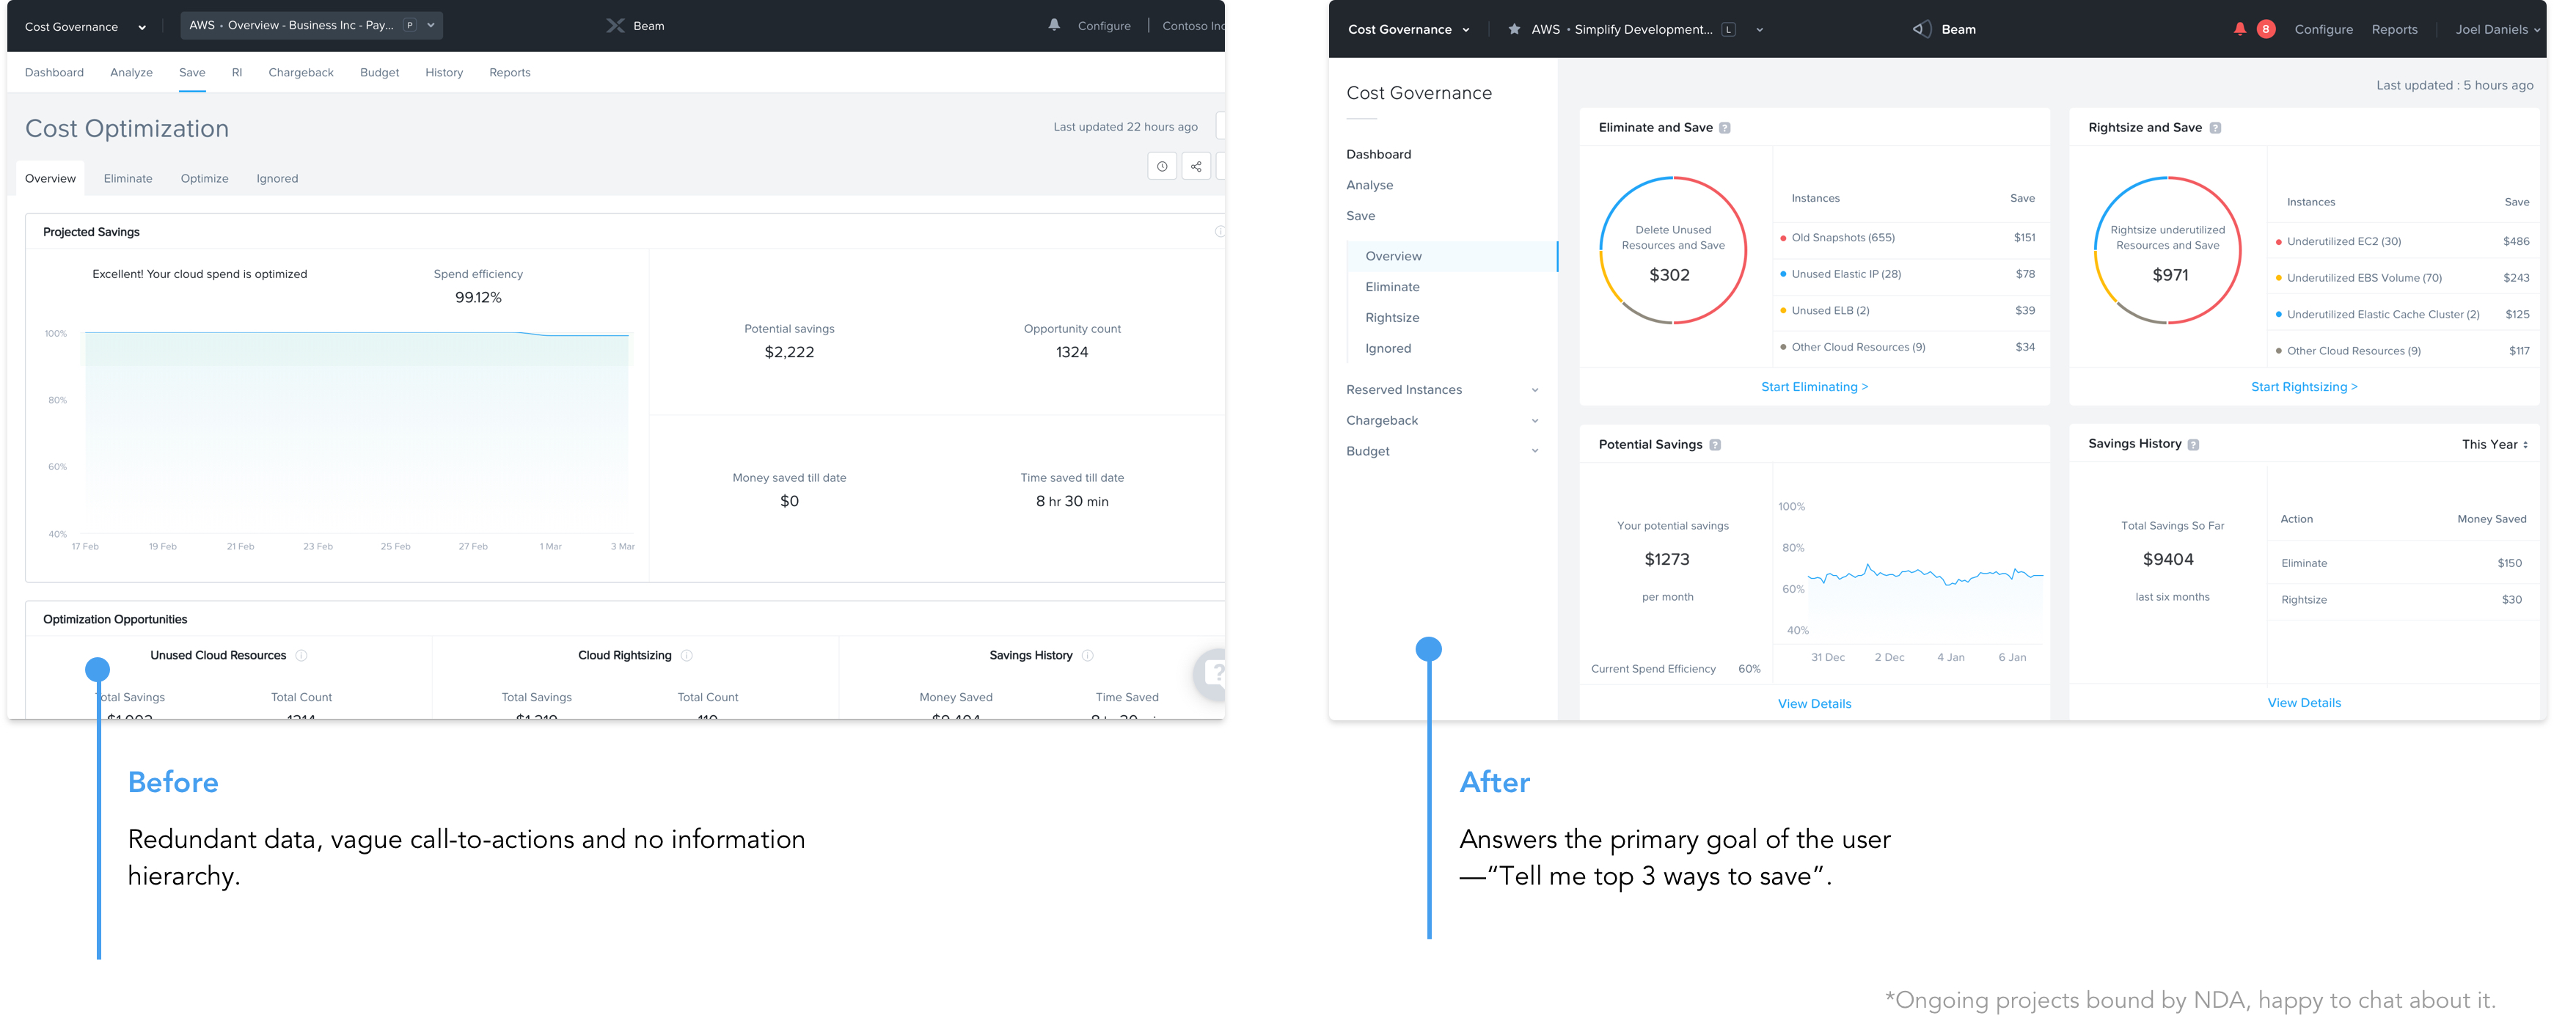 Cost Governance
AWS • Overview - Business Inc - Pay... P
Beam
Configure
Contoso Inc
Dashboard Analyze Save RI Chargeback Budget History Reports
Cost Optimization
Last updated 22 hours ago
Overview Eliminate Optimize Ignored
Projected Savings
Excellent! Your cloud spend is optimized
Spend efficiency
99.12%
100%
80%
60%
40%
17 Feb 19 Feb 21 Feb 23 Feb 25 Feb 27 Feb 1 Mar 3 Mar
Potential savings
$2,222
Opportunity count
1324
Money saved till date
$0
Time saved till date
8 hr 30 min
Optimization Opportunities
Unused Cloud Resources
Total Savings Total Count
$1,003 1214
Cloud Rightsizing
Total Savings Total Count
$1,219 110
Savings History
Money Saved Time Saved
$9,404
?
Before
Redundant data, vague call-to-actions and no information
hierarchy.
Cost Governance
AWS • Simplify Development... L
Beam
8
Configure
Reports
Joel Daniels
Cost Governance
Dashboard
Analyse
Save
Overview
Eliminate
Rightsize
Ignored
Reserved Instances
Chargeback
Budget
Last updated : 5 hours ago
Eliminate and Save ?
Delete Unused
Resources and Save
$302
Instances Save
Old Snapshots (655) $151
Unused Elastic IP (28) $78
Unused ELB (2) $39
Other Cloud Resources (9) $34
Start Eliminating >
Rightsize and Save ?
Rightsize underutilized
Resources and Save
$971
Instances Save
Underutilized EC2 (30) $486
Underutilized EBS Volume (70) $243
Underutilized Elastic Cache Cluster (2) $125
Other Cloud Resources (9) $117
Start Rightsizing >
Potential Savings ?
Your potential savings
$1273
per month
Current Spend Efficiency 60%
100%
80%
60%
40%
31 Dec 2 Dec 4 Jan 6 Jan
View Details
Savings History ?
This Year
Total Savings So Far
$9404
last six months
Action Money Saved
Eliminate $150
Rightsize $30
View Details
After
Answers the primary goal of the user
—“Tell me top 3 ways to save”.
*Ongoing projects bound by NDA, happy to chat about it.